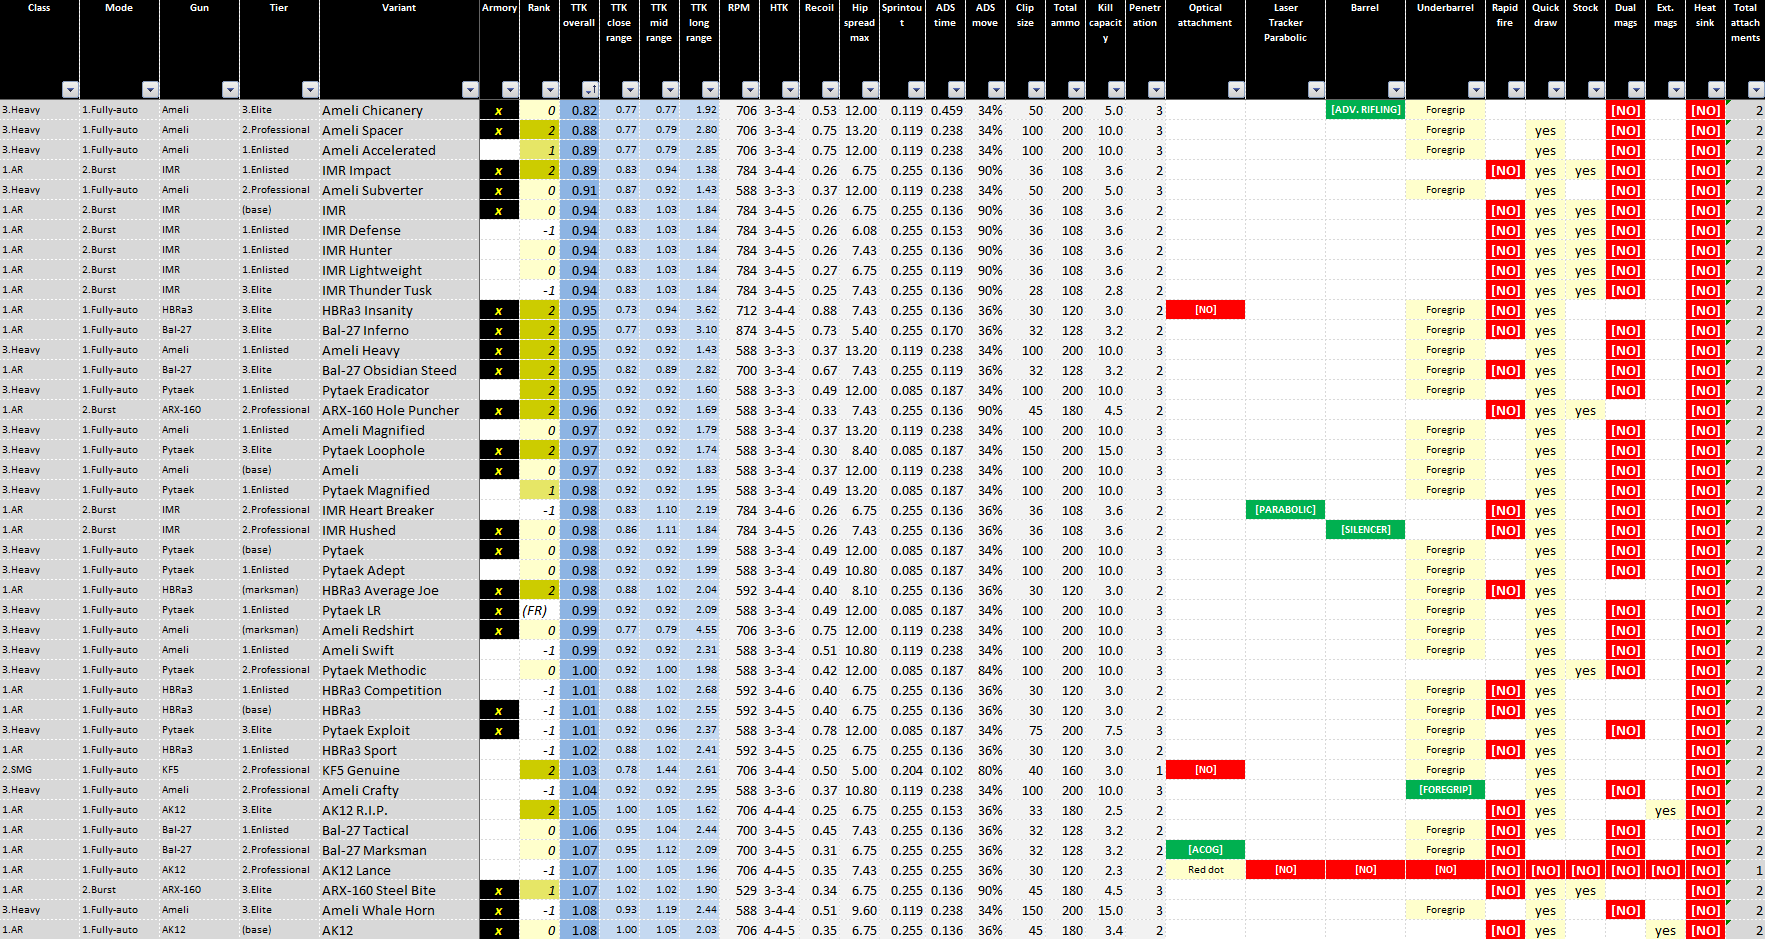 Class Mode Gun Tier Variant Armory Rank TTK overall TTK close range TTK mid range TTK long range RPM HTK Recoil Hip spread max Sprintout ADS time ADS move Clip size Total ammo Kill capacity Penetration Optical attachment Laser Tracker Parabolic Barrel Underbarrel Rapid fire Quick draw Stock Dual mags Ext. mags Heat sink Total attachments
3.Heavy 1.Fully-auto Ameli 3.Elite Ameli Chicanery x 0 0.82 0.77 0.77 1.92 706 3-3-4 0.53 12.00 0.119 0.459 34% 50 200 5.0 3 [ADV. RIFLING] Foregrip [NO] [NO] 2
3.Heavy 1.Fully-auto Ameli 2.Professional Ameli Spacer x 2 0.88 0.77 0.79 2.80 706 3-3-4 0.75 13.20 0.119 0.238 34% 100 200 10.0 3 Foregrip yes [NO] [NO] 2
3.Heavy 1.Fully-auto Ameli 1.Enlisted Ameli Accelerated 1 0.89 0.77 0.79 2.85 706 3-3-4 0.75 12.00 0.119 0.238 34% 100 200 10.0 3 Foregrip yes [NO] [NO] 2
1.AR 2.Burst IMR 1.Enlisted IMR Impact x 2 0.89 0.83 0.94 1.38 784 3-4-4 0.26 6.75 0.255 0.136 90% 36 108 3.6 2 [NO] yes yes [NO] [NO] 2
3.Heavy 1.Fully-auto Ameli 2.Professional Ameli Subverter x 0 0.91 0.87 0.92 1.43 588 3-3-3 0.37 12.00 0.119 0.238 34% 50 200 5.0 3 Foregrip yes [NO] [NO] 2
1.AR 2.Burst IMR (base) IMR x 0 0.94 0.83 1.03 1.84 784 3-4-5 0.26 6.75 0.255 0.136 90% 36 108 3.6 2 [NO] yes yes [NO] [NO] 2
1.AR 2.Burst IMR 1.Enlisted IMR Defense -1 0.94 0.83 1.03 1.84 784 3-4-5 0.26 6.08 0.255 0.153 90% 36 108 3.6 2 [NO] yes yes [NO] [NO] 2
1.AR 2.Burst IMR 1.Enlisted IMR Hunter 0 0.94 0.83 1.03 1.84 784 3-4-5 0.26 7.43 0.255 0.136 90% 36 108 3.6 2 [NO] yes yes [NO] [NO] 2
1.AR 2.Burst IMR 1.Enlisted IMR Lightweight 0 0.94 0.83 1.03 1.84 784 3-4-5 0.27 6.75 0.255 0.119 90% 36 108 3.6 2 [NO] yes yes [NO] [NO] 2
1.AR 2.Burst IMR 3.Elite IMR Thunder Tusk -1 0.94 0.83 1.03 1.84 784 3-4-5 0.25 7.43 0.255 0.136 90% 28 108 2.8 2 [NO] yes yes [NO] [NO] 2
1.AR 1.Fully-auto HBRa3 3.Elite HBRa3 Insanity x 2 0.95 0.73 0.94 3.62 712 3-4-4 0.88 7.43 0.255 0.136 36% 30 120 3.0 2 [NO] Foregrip [NO] yes [NO] 2
1.AR 1.Fully-auto Bal-27 3.Elite Bal-27 Inferno x 2 0.95 0.77 0.93 3.10 874 3-4-5 0.73 5.40 0.255 0.170 36% 32 128 3.2 2 Foregrip [NO] yes [NO] [NO] 2
3.Heavy 1.Fully-auto Ameli 1.Enlisted Ameli Heavy x 2 0.95 0.92 0.92 1.43 588 3-3-3 0.37 13.20 0.119 0.238 34% 100 200 10.0 3 Foregrip yes [NO] [NO] 2
1.AR 1.Fully-auto Bal-27 3.Elite Bal-27 Obsidian Steed x 2 0.95 0.82 0.89 2.82 700 3-3-4 0.67 7.43 0.255 0.119 36% 32 128 3.2 2 Foregrip [NO] yes [NO] [NO] 2
3.Heavy 1.Fully-auto Pytaek 1.Enlisted Pytaek Eradicator 2 0.95 0.92 0.92 1.60 588 3-3-3 0.49 12.00 0.085 0.187 34% 100 200 10.0 3 Foregrip yes [NO] [NO] 2
1.AR 2.Burst ARX-160 2.Professional ARX-160 Hole Puncher x 2 0.96 0.92 0.92 1.69 588 3-3-4 0.33 7.43 0.255 0.136 90% 45 180 4.5 2 [NO] yes yes [NO] 2
3.Heavy 1.Fully-auto Ameli 1.Enlisted Ameli Magnified 0 0.97 0.92 0.92 1.79 588 3-3-4 0.37 13.20 0.119 0.238 34% 100 200 10.0 3 Foregrip yes [NO] [NO] 2
3.Heavy 1.Fully-auto Pytaek 3.Elite Pytaek Loophole x 2 0.97 0.92 0.92 1.74 588 3-3-4 0.30 8.40 0.085 0.187 34% 150 200 15.0 3 Foregrip yes [NO] [NO] 2
3.Heavy 1.Fully-auto Ameli (base) Ameli x 0 0.97 0.92 0.92 1.83 588 3-3-4 0.37 12.00 0.119 0.238 34% 100 200 10.0 3 Foregrip yes [NO] [NO] 2
3.Heavy 1.Fully-auto Pytaek 1.Enlisted Pytaek Magnified 1 0.98 0.92 0.92 1.95 588 3-3-4 0.49 13.20 0.085 0.187 34% 100 200 10.0 3 Foregrip yes [NO] [NO] 2
1.AR 2.Burst IMR 2.Professional IMR Heart Breaker -1 0.98 0.83 1.10 2.19 784 3-4-6 0.26 6.75 0.255 0.136 90% 36 108 3.6 2 [PARABOLIC] [NO] yes [NO] [NO] 2
1.AR 2.Burst IMR 2.Professional IMR Hushed x 0 0.98 0.86 1.11 1.84 784 3-4-5 0.26 7.43 0.255 0.136 90% 36 108 3.6 2 [SILENCER] [NO] yes [NO] [NO] 2
3.Heavy 1.Fully-auto Pytaek (base) Pytaek x 0 0.98 0.92 0.92 1.99 588 3-3-4 0.49 12.00 0.085 0.187 34% 100 200 10.0 3 Foregrip yes [NO] [NO] 2
3.Heavy 1.Fully-auto Pytaek 1.Enlisted Pytaek Adept 0 0.98 0.92 0.92 1.99 588 3-3-4 0.49 10.80 0.085 0.187 34% 100 200 10.0 3 Foregrip yes [NO] [NO] 2
1.AR 1.Fully-auto HBRa3 (marksman) HBRa3 Average Joe x 2 0.98 0.88 1.02 2.04 592 3-4-4 0.40 8.10 0.255 0.136 36% 30 120 3.0 2 Foregrip [NO] yes [NO] 2
3.Heavy 1.Fully-auto Pytaek 1.Enlisted Pytaek LR x (FR) 0.99 0.92 0.92 2.09 588 3-3-4 0.49 12.00 0.085 0.187 34% 100 200 10.0 3 Foregrip yes [NO] [NO] 2
3.Heavy 1.Fully-auto Ameli (marksman) Ameli Redshirt x 0 0.99 0.77 0.79 4.55 706 3-3-6 0.75 12.00 0.119 0.238 34% 100 200 10.0 3 Foregrip yes [NO] [NO] 2
3.Heavy 1.Fully-auto Ameli 1.Enlisted Ameli Swift -1 0.99 0.92 0.92 2.31 588 3-3-4 0.51 10.80 0.119 0.238 34% 100 200 10.0 3 Foregrip yes [NO] [NO] 2
3.Heavy 1.Fully-auto Pytaek 2.Professional Pytaek Methodic 0 1.00 0.92 1.00 1.98 588 3-3-4 0.42 12.00 0.085 0.187 84% 100 200 10.0 3 yes yes [NO] [NO] 2
1.AR 1.Fully-auto HBRa3 1.Enlisted HBRa3 Competition -1 1.01 0.88 1.02 2.68 592 3-4-6 0.40 6.75 0.255 0.136 36% 30 120 3.0 2 Foregrip [NO] yes [NO] 2
1.AR 1.Fully-auto HBRa3 (base) HBRa3 x -1 1.01 0.88 1.02 2.55 592 3-4-5 0.40 6.75 0.255 0.136 36% 30 120 3.0 2 Foregrip [NO] yes [NO] 2
3.Heavy 1.Fully-auto Pytaek 3.Elite Pytaek Exploit x -1 1.01 0.92 0.96 2.37 588 3-3-4 0.78 12.00 0.085 0.187 34% 75 200 7.5 3 Foregrip yes [NO] [NO] 2
1.AR 1.Fully-auto HBRa3 1.Enlisted HBRa3 Sport -1 1.02 0.88 1.02 2.41 592 3-4-5 0.25 6.75 0.255 0.136 36% 30 120 3.0 2 Foregrip [NO] yes [NO] 2
2.SMG 1.Fully-auto KF5 2.Professional KF5 Genuine 2 1.03 0.78 1.44 2.61 706 3-4-4 0.50 5.00 0.204 0.102 80% 40 160 3.0 1 [NO] Foregrip yes [NO] 2
3.Heavy 1.Fully-auto Ameli 2.Professional Ameli Crafty -1 1.04 0.92 0.92 2.95 588 3-3-6 0.37 10.80 0.119 0.238 34% 100 200 10.0 3 [FOREGRIP] yes [NO] [NO] 2
1.AR 1.Fully-auto AK12 3.Elite AK12 R.I.P. 2 1.05 1.00 1.05 1.62 706 4-4-4 0.25 6.75 0.255 0.153 36% 33 180 2.5 2 [NO] yes yes [NO] 2
1.AR 1.Fully-auto Bal-27 1.Enlisted Bal-27 Tactical 0 1.06 0.95 1.04 2.44 700 3-4-5 0.45 7.43 0.255 0.136 36% 32 128 3.2 2 Foregrip [NO] yes [NO] [NO] 2
1.AR 1.Fully-auto Bal-27 2.Professional Bal-27 Marksman 0 1.07 0.95 1.12 2.09 700 3-4-5 0.31 6.75 0.255 0.255 36% 32 128 3.2 2 [ACOG] Foregrip [NO] [NO] [NO] 2
1.AR 1.Fully-auto AK12 2.Professional AK12 Lance -1 1.07 1.00 1.05 1.96 706 4-4-5 0.35 7.43 0.255 0.255 36% 30 120 2.3 2 Red dot [NO] [NO] [NO] [NO] [NO] [NO] [NO] [NO] [NO] 1
1.AR 2.Burst ARX-160 3.Elite ARX-160 Steel Bite x 1 1.07 1.02 1.02 1.90 529 3-3-4 0.34 6.75 0.255 0.136 90% 45 180 4.5 3 [NO] yes yes [NO] 2
3.Heavy 1.Fully-auto Ameli 3.Elite Ameli Whale Horn x -1 1.08 0.93 1.19 2.44 588 3-4-4 0.51 9.60 0.119 0.238 34% 150 200 15.0 3 Foregrip yes [NO] [NO] 2
1.AR 1.Fully-auto AK12 (base) AK12 x 0 1.08 1.00 1.05 2.03 706 4-4-5 0.35 6.75 0.255 0.136 36% 45 180 3.4 2 [NO] yes yes [NO] 2